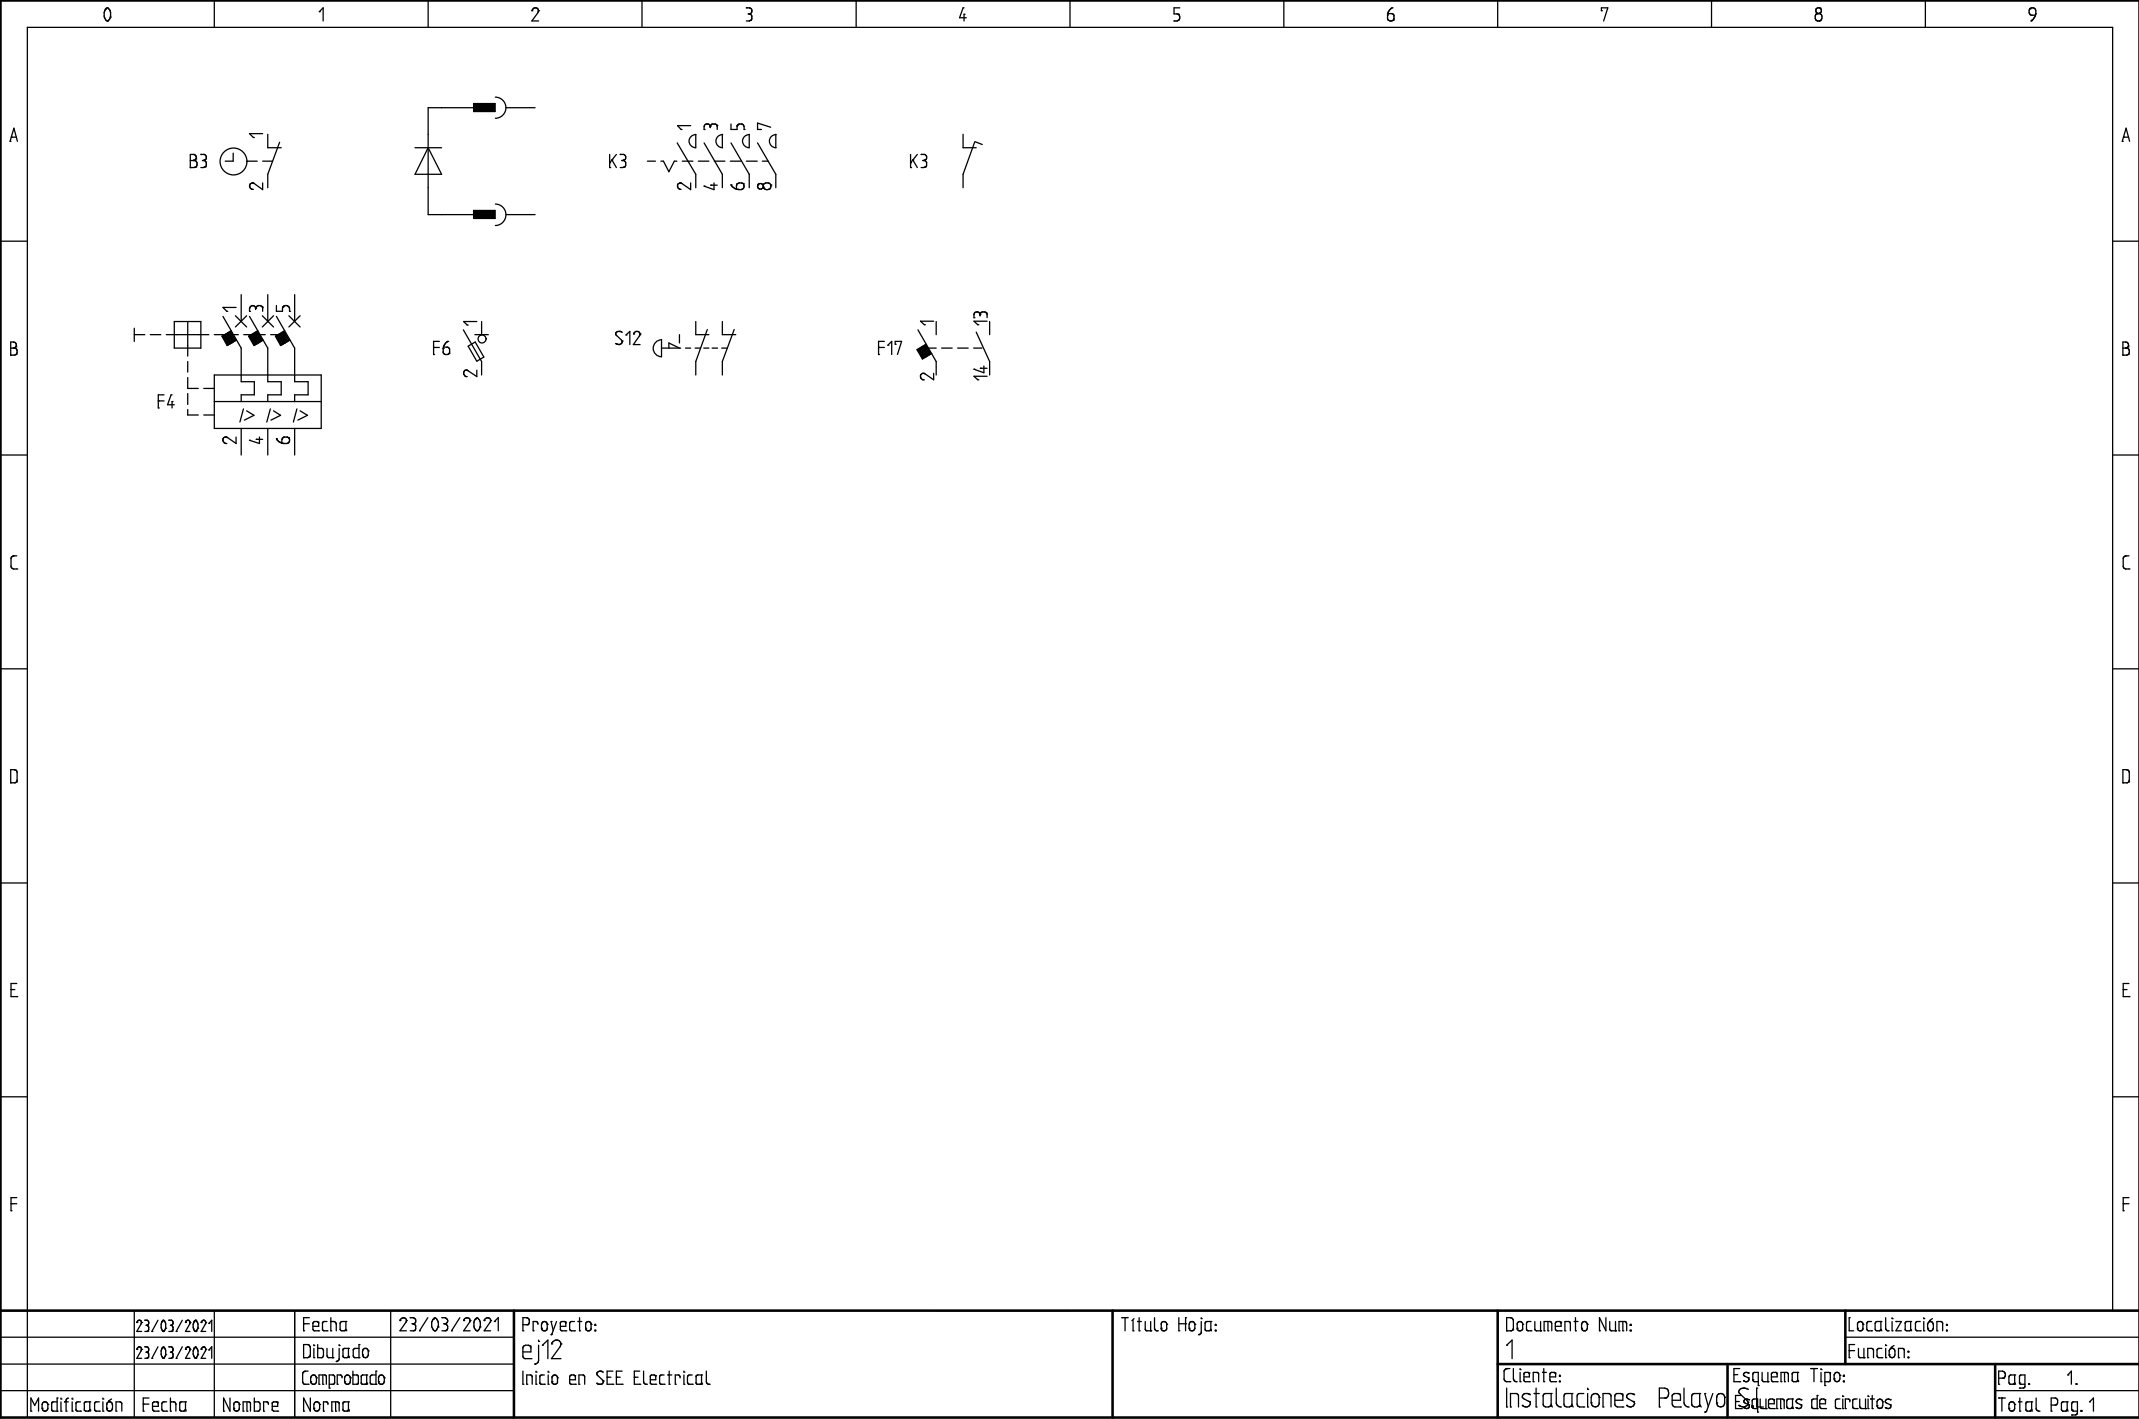 0 1 2 3 4 5 6 7 8 9
A A
B3 1 2
K3 1 3 5 7 2 4 6 8
K3
B B
F4 1 3 5 I> I> I> 2 4 6
F6 1 2
S12
F17 1 2 13 14
C C
D D
E E
F F
23/03/2021 Fecha 23/03/2021
23/03/2021 Dibujado
Comprobado
Modificación Fecha Nombre Norma
Proyecto:
ej12
Inicio en SEE Electrical
Título Hoja:
Documento Num:
1
Localización:
Función:
Cliente:
Instalaciones Pelayo S.L.
Esquema Tipo:
Esquemas de circuitos
Pag. 1.
Total Pag. 1